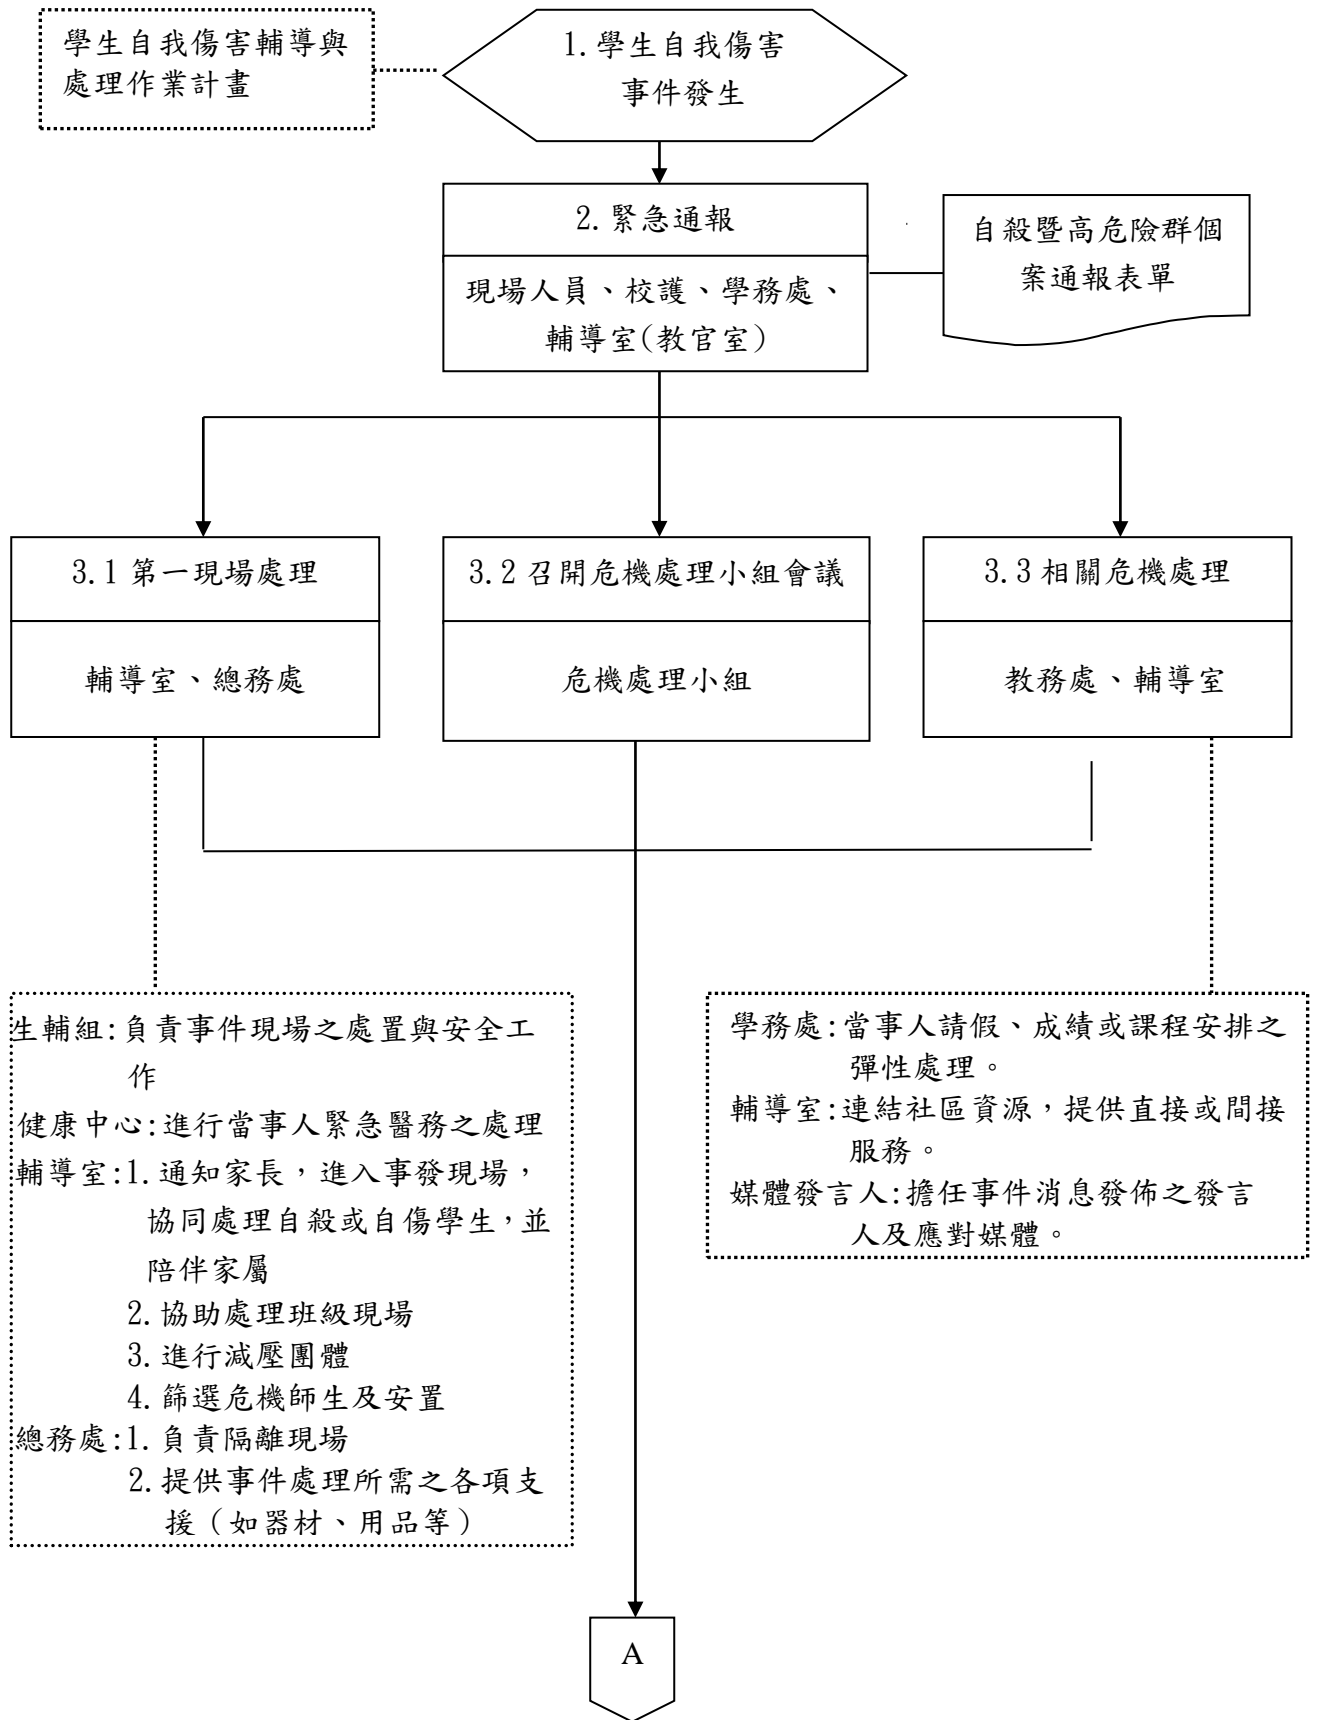 學生自我傷害輔導與
處理作業計畫
1.學生自我傷害
事件發生
2.緊急通報
現場人員、校護、學務處、
輔導室(教官室)
自殺暨高危險群個
案通報表單
3.1 第一現場處理
輔導室、總務處
3.2 召開危機處理小組會議
危機處理小組
3.3 相關危機處理
教務處、輔導室
生輔組:負責事件現場之處置與安全工
作
健康中心:進行當事人緊急醫務之處理
輔導室:1.通知家長，進入事發現場，
協同處理自殺或自傷學生，並
陪伴家屬
2.協助處理班級現場
3.進行減壓團體
4.篩選危機師生及安置
總務處:1.負責隔離現場
2.提供事件處理所需之各項支
援（如器材、用品等）
學務處:當事人請假、成績或課程安排之
彈性處理。
輔導室:連結社區資源，提供直接或間接
服務。
媒體發言人:擔任事件消息發佈之發言
人及應對媒體。
A